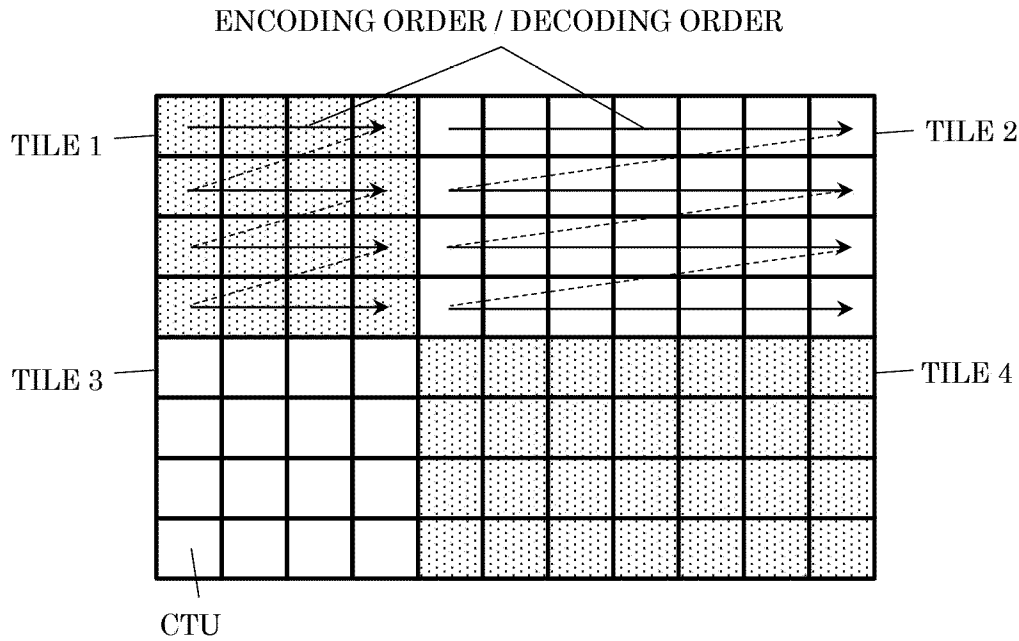 ENCODING ORDER / DECODING ORDER
TILE 1
TILE 2
TILE 3
TILE 4
CTU